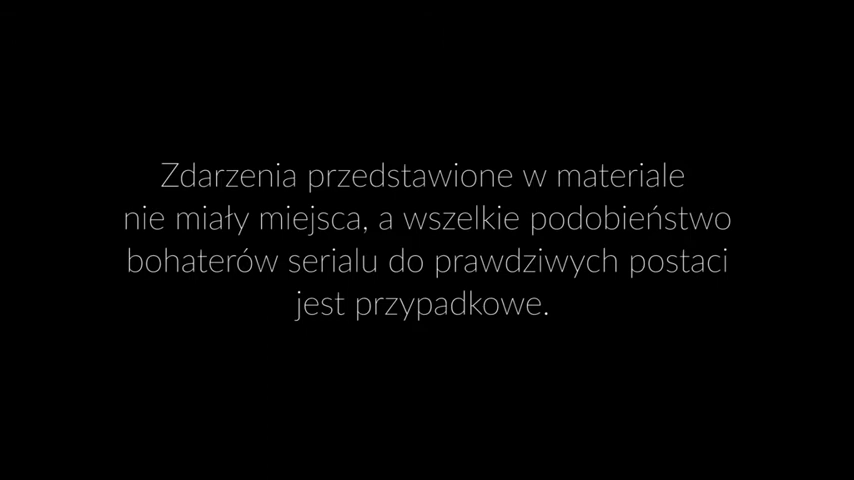 Zdarzenia przedstawione w materiale
nie miały miejsca, a wszelkie podobieństwo
bohaterów serialu do prawdziwych postaci
jest przypadkowe.